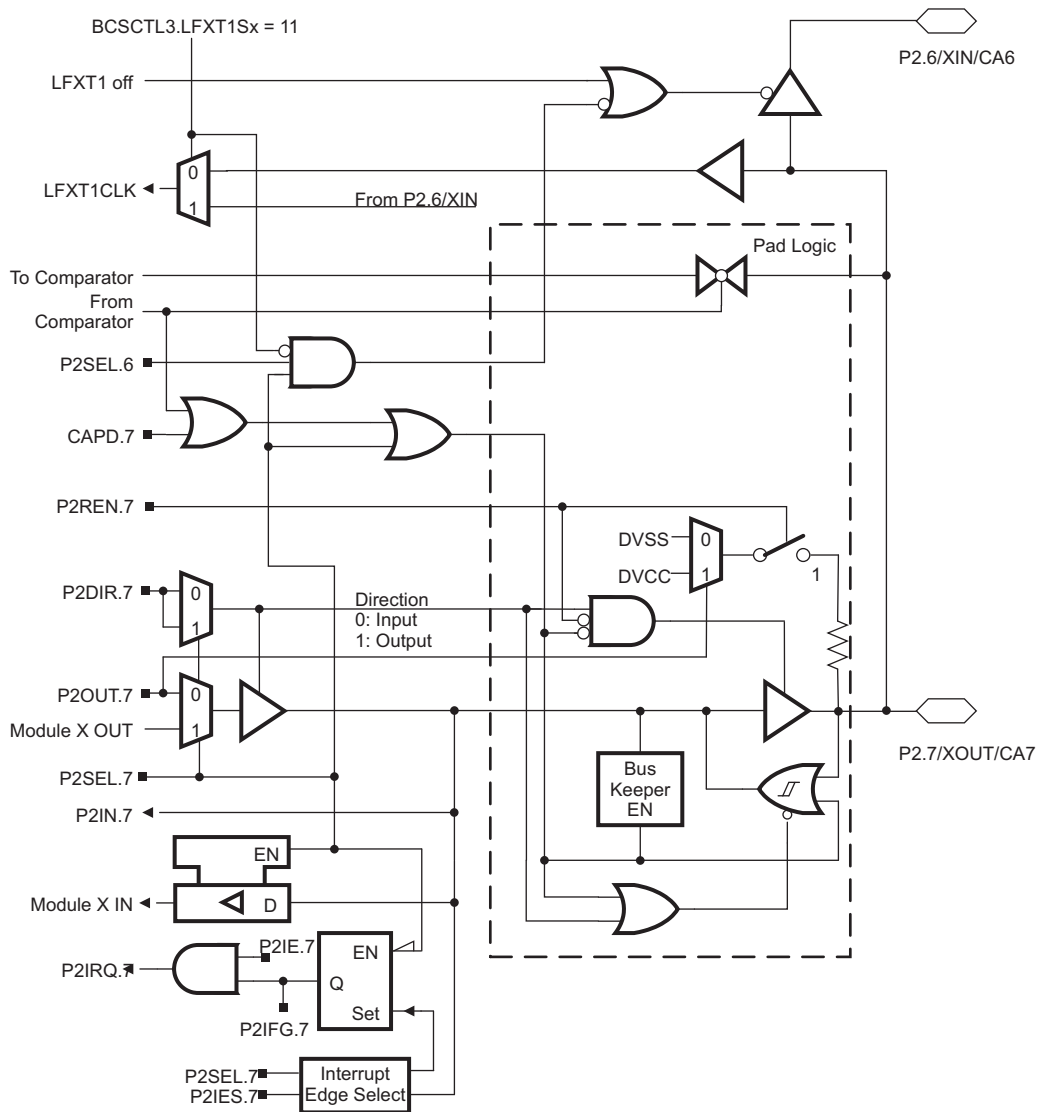 BCSCTL3.LFXT1Sx = 11
P2.6/XIN/CA6
LFXT1 off
0
LFXT1CLK
1
From P2.6/XIN
Pad Logic
To Comparator
From
Comparator
P2SEL.6
CAPD.7
P2REN.7
DVSS
0
DVCC
1
1
P2DIR.7
0
1
Direction
0: Input
1: Output
P2OUT.7
0
Module X OUT
1
P2.7/XOUT/CA7
P2SEL.7
Bus
Keeper
EN
P2IN.7
EN
Module X IN
D
P2IE.7
EN
P2IRQ.7
Q
Set
P2IFG.7
P2SEL.7
P2IES.7
Interrupt
Edge Select